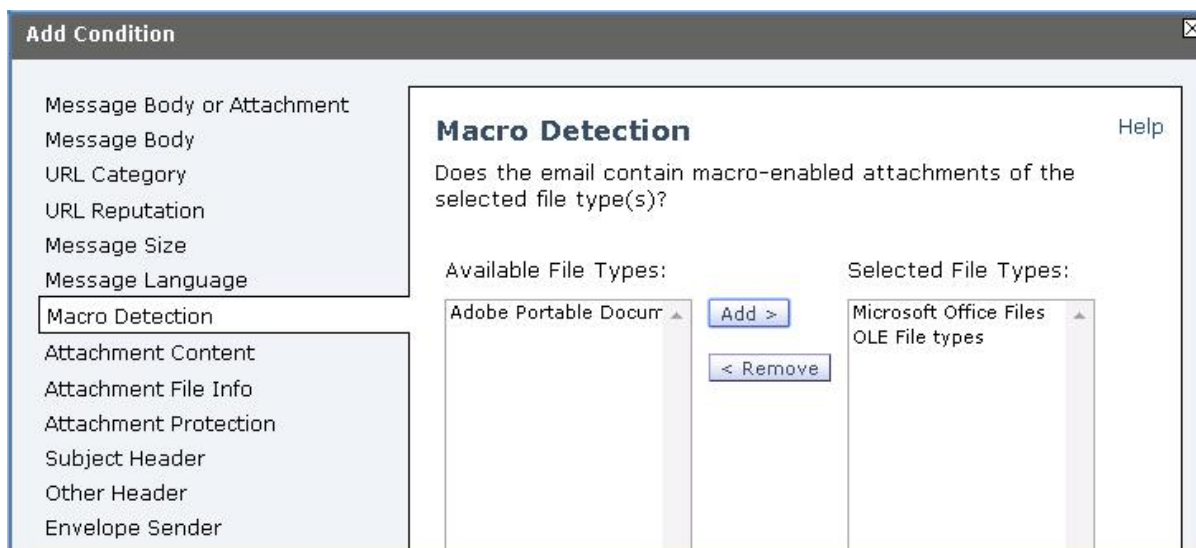 Add Condition
Message Body or Attachment
Message Body
URL Category
URL Reputation
Message Size
Message Language
Macro Detection
Attachment Content
Attachment File Info
Attachment Protection
Subject Header
Other Header
Envelope Sender
Macro Detection
Help
Does the email contain macro-enabled attachments of the
selected file type(s)?
Available File Types:
Adobe Portable Docum
Add >
< Remove
Selected File Types:
Microsoft Office Files
OLE File types